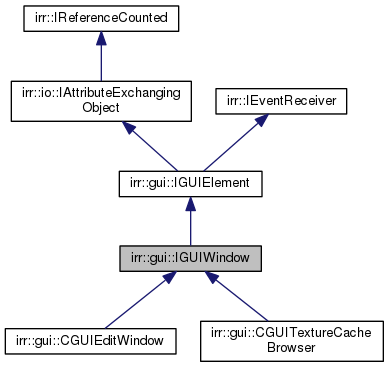 irr::IReferenceCounted
irr::io::IAttributeExchanging
Object
irr::IEventReceiver
irr::gui::IGUIElement
irr::gui::IGUIWindow
irr::gui::CGUIEditWindow
irr::gui::CGUITextureCache
Browser